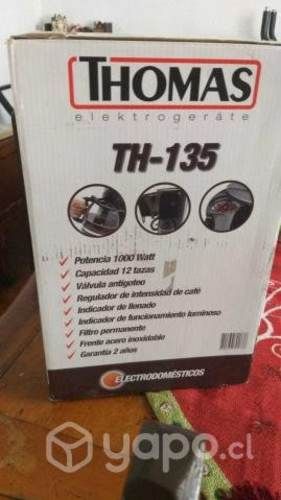 THOMAS
elektrogeräte
TH-135
Potencia 1000 Watt
Capacidad 12 tazas
Válvula antigoteo
Regulador de intensidad de café
Indicador de llenado
Indicador de funcionamiento luminoso
Filtro permanente
Frente acero inoxidable
Garantía 2 años
ELECTRODOMÉSTICOS
yapo.cl